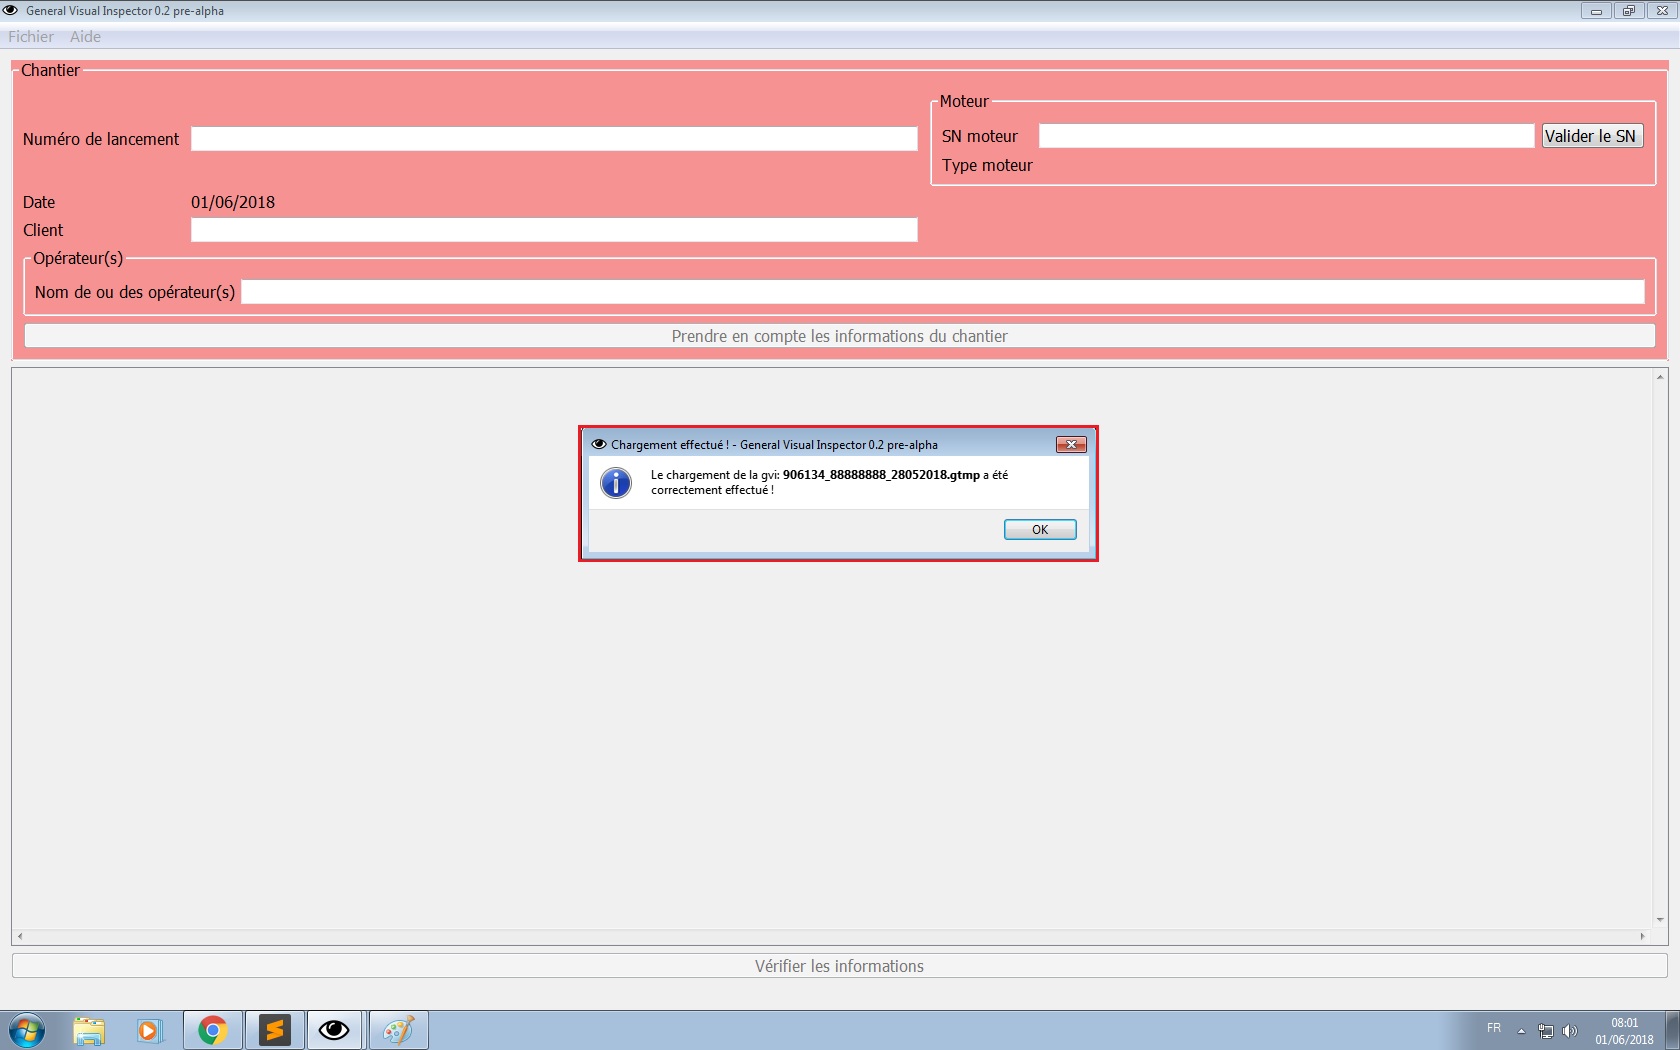 General Visual Inspector 0.2 pre-alpha
Fichier Aide
Chantier
Moteur
Numéro de lancement
SN moteur
Valider le SN
Type moteur
Date 01/06/2018
Client
Opérateur(s)
Nom de ou des opérateur(s)
Prendre en compte les informations du chantier
Chargement effectué ! - General Visual Inspector 0.2 pre-alpha
Le chargement de la gvi: 906134_88888888_28052018.gtmp a été
correctement effectué !
OK
Vérifier les informations
FR
08:01
01/06/2018